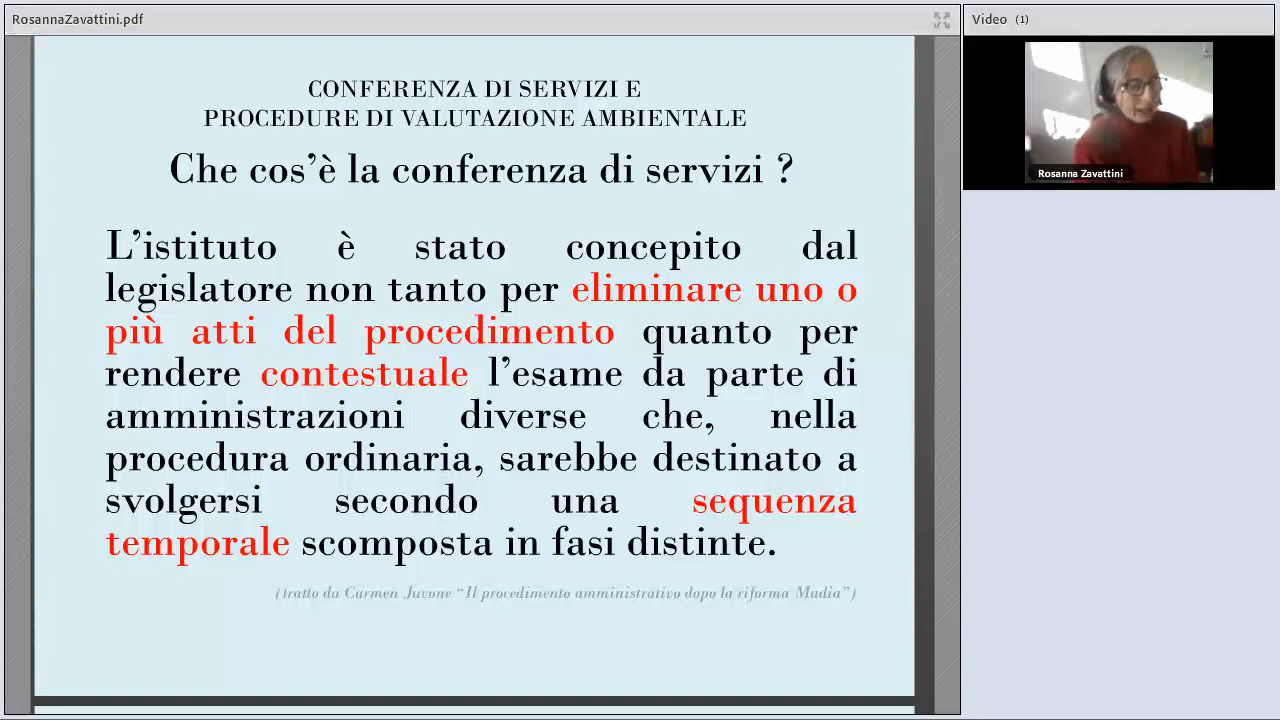 RosannaZavattini.pdf
Video (1)
CONFERENZA DI SERVIZI E
PROCEDURE DI VALUTAZIONE AMBIENTALE
Che cos’è la conferenza di servizi ?
L’istituto è stato concepito dal
legislatore non tanto per eliminare uno o
più atti del procedimento quanto per
rendere contestuale l’esame da parte di
amministrazioni diverse che, nella
procedura ordinaria, sarebbe destinato a
svolgersi secondo una sequenza
temporale scomposta in fasi distinte.
(tratto da Carmen Juvone “Il procedimento amministrativo dopo la riforma Madia”)
Rosanna Zavattini